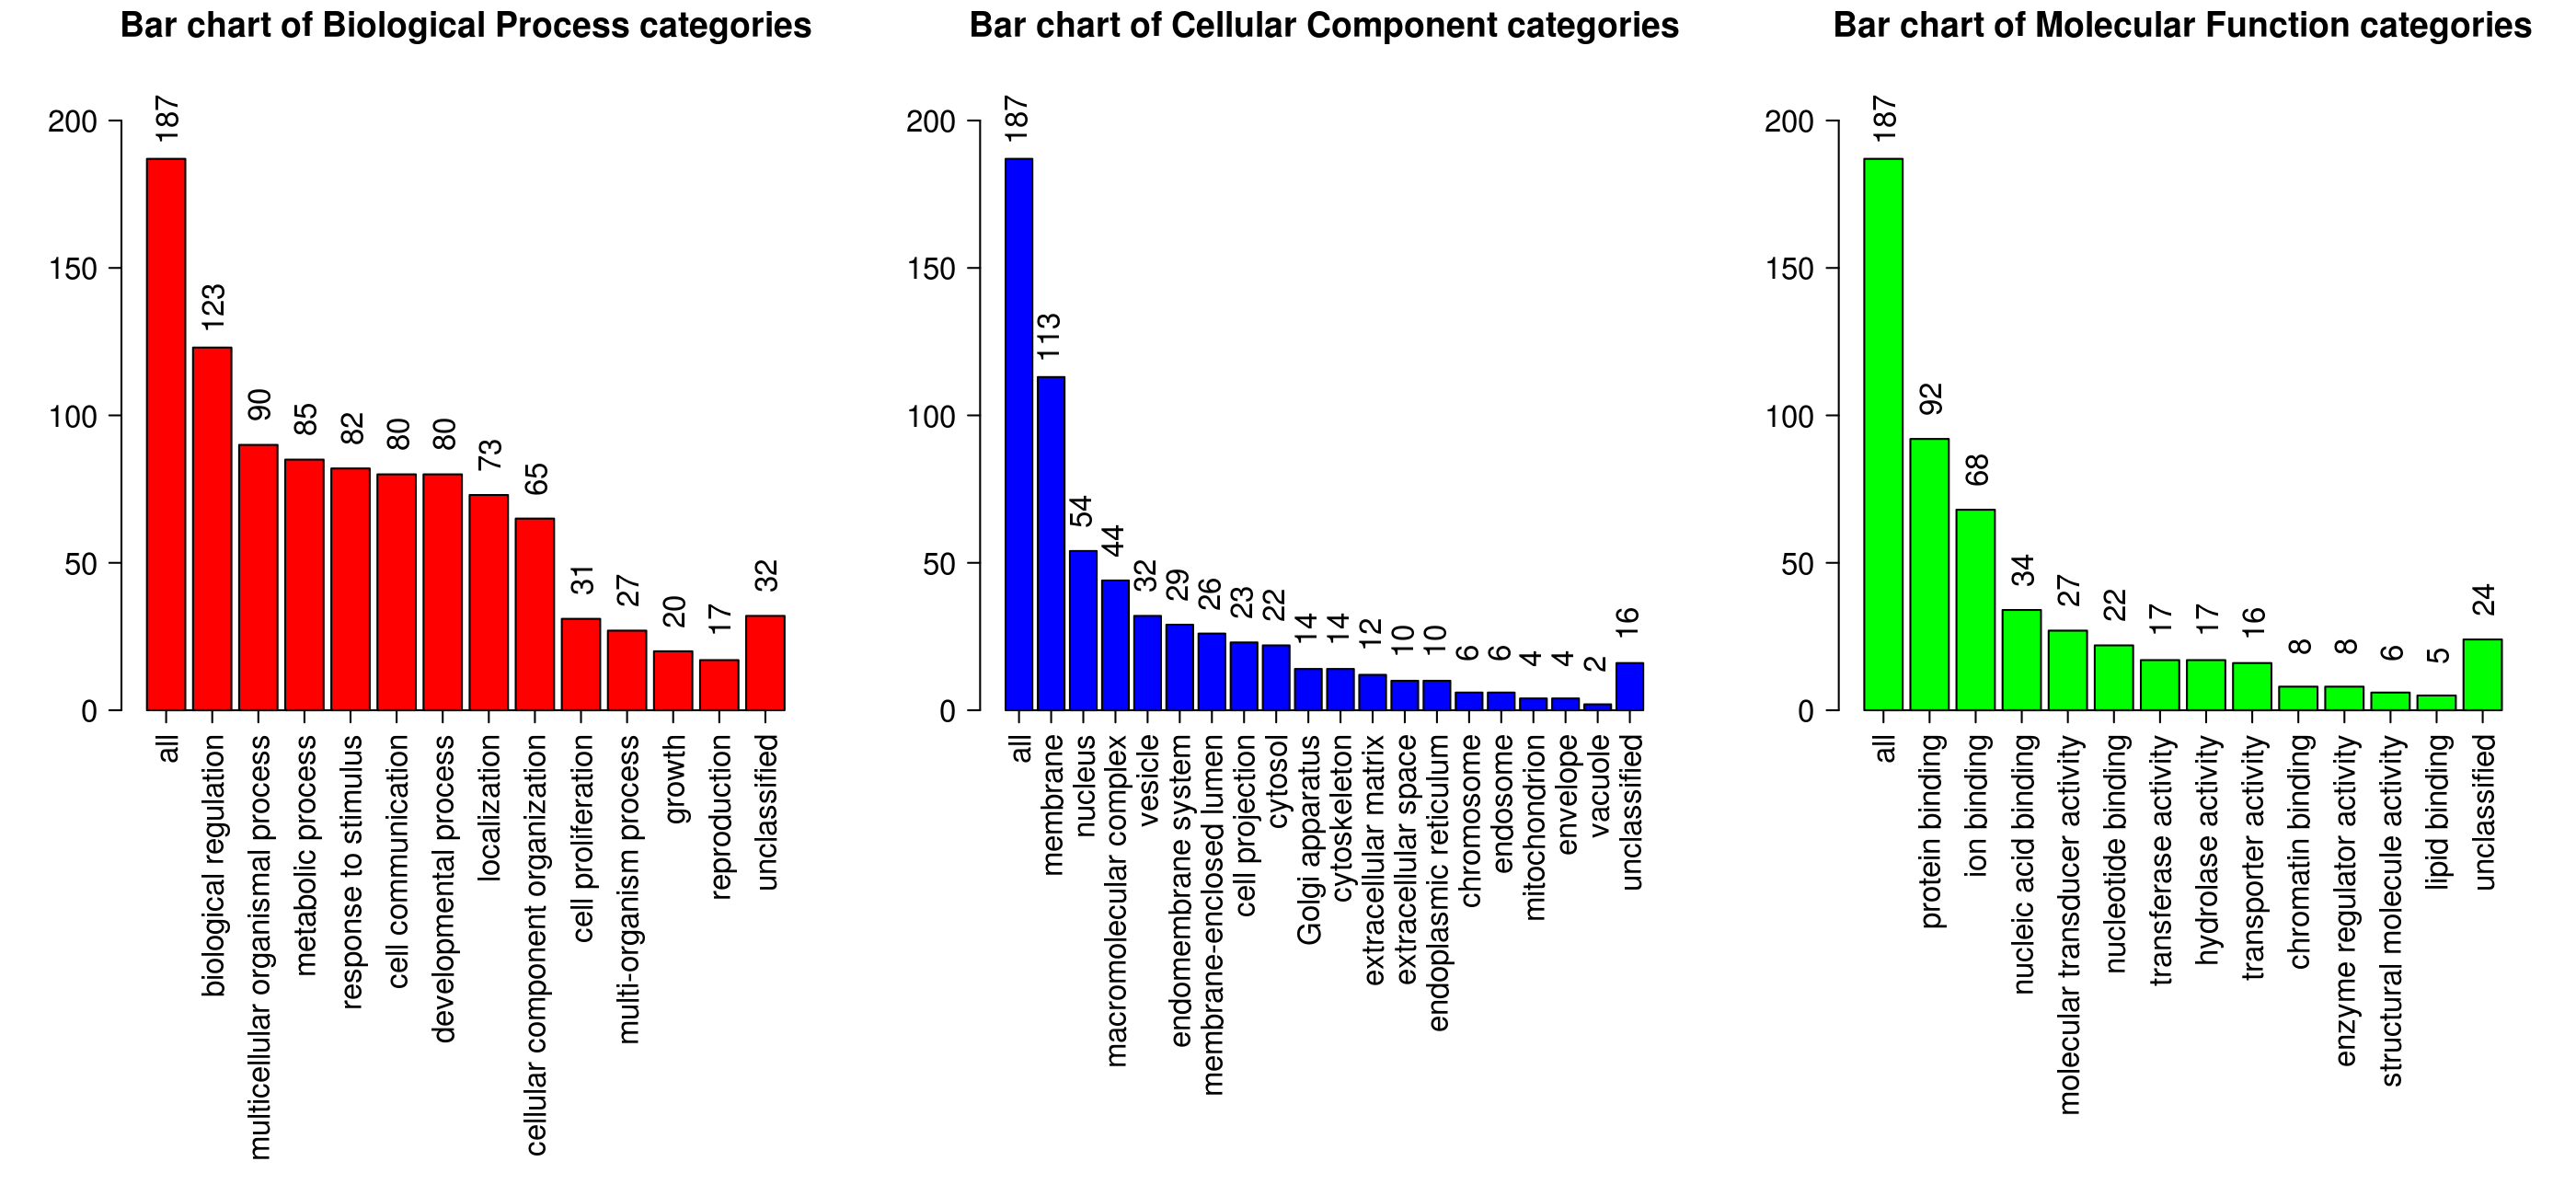 Bar chart of Biological Process categories
200
150
100
50
0
187
123
90
85
82
80
80
73
65
31
27
20
17
32
all
biological regulation
multicellular organismal process
metabolic process
response to stimulus
cell communication
developmental process
localization
cellular component organization
cell proliferation
multi-organism process
growth
reproduction
unclassified
Bar chart of Cellular Component categories
200
150
100
50
0
187
113
54
44
32
29
26
23
22
14
14
12
10
10
6
6
4
4
2
16
all
membrane
nucleus
macromolecular complex
vesicle
endomembrane system
membrane-enclosed lumen
cell projection
cytosol
Golgi apparatus
cytoskeleton
extracellular matrix
extracellular space
endoplasmic reticulum
chromosome
endosome
mitochondrion
envelope
vacuole
unclassified
Bar chart of Molecular Function categories
200
150
100
50
0
187
92
68
34
27
22
17
17
16
8
8
6
5
24
all
protein binding
ion binding
nucleic acid binding
molecular transducer activity
nucleotide binding
transferase activity
hydrolase activity
transporter activity
chromatin binding
enzyme regulator activity
structural molecule activity
lipid binding
unclassified